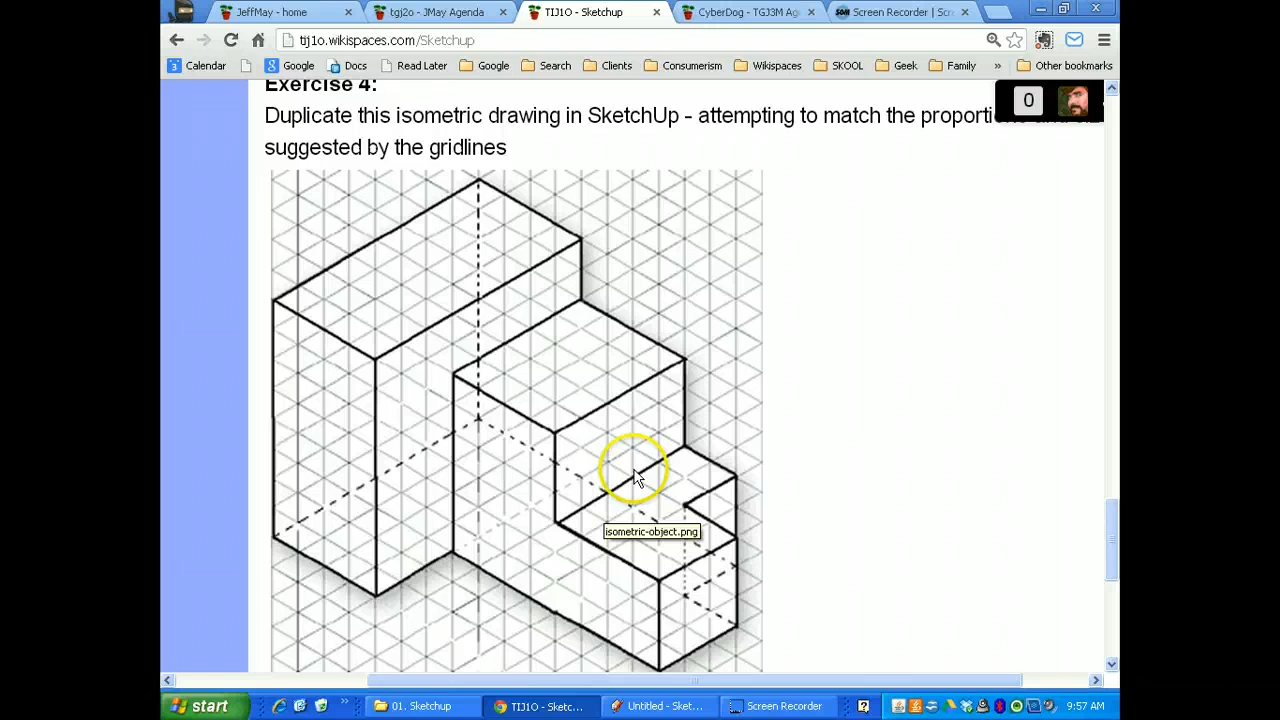 JeffMay - home
tgj2o - JMay Agenda
TIJ1O - Sketchup
CyberDog - TGJ3M Ag
Screen Recorder | Scr
tij1o.wikispaces.com/Sketchup
3 Calendar
Google
Docs
Read Later
Google
Search
Clients
Consumerism
Wikispaces
SKOOL
Geek
Family
»
Other bookmarks
Exercise 4:
0
Duplicate this isometric drawing in SketchUp - attempting to match the proporti
suggested by the gridlines
isometric-object.png
start
01. Sketchup
TIJ1O - Sketc...
Untitled - Sket...
Screen Recorder
9:57 AM